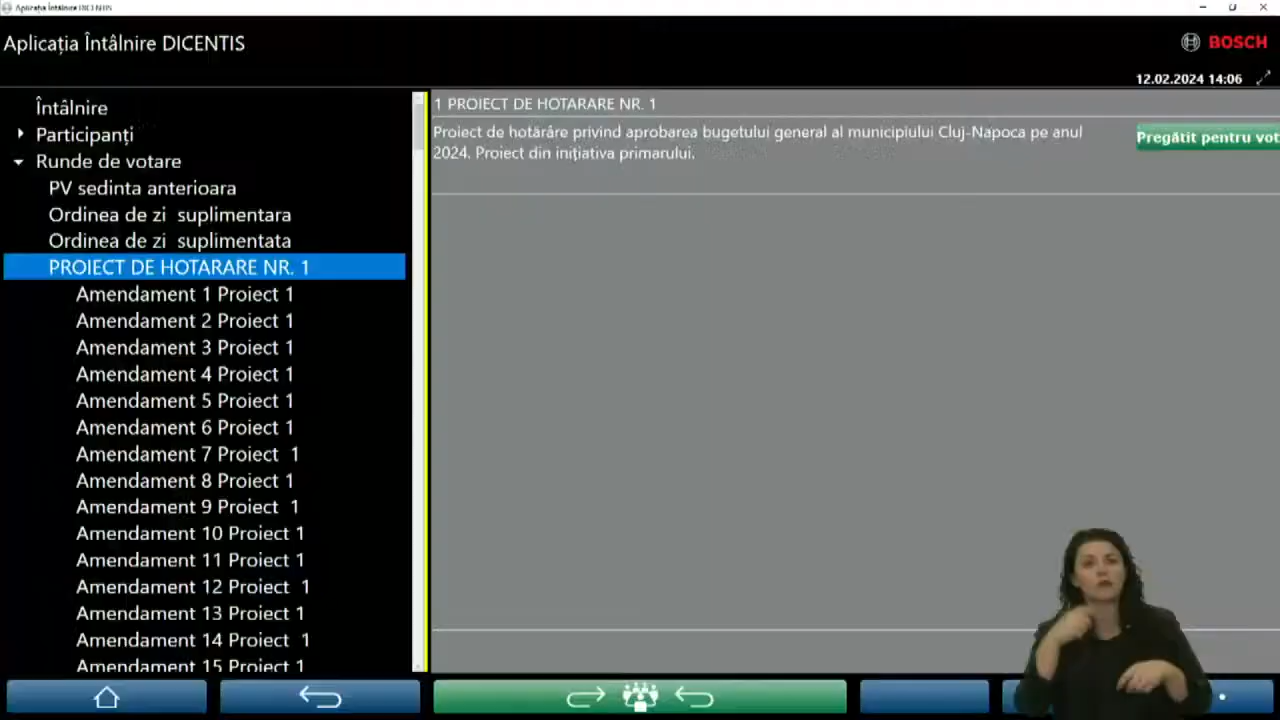 Aplicația Întâlnire DICENTIS
Aplicația Întâlnire DICENTIS
BOSCH
12.02.2024 14:06
Întâlnire
Participanți
Runde de votare
PV sedinta anterioara
Ordinea de zi  suplimentara
Ordinea de zi  suplimentata
PROIECT DE HOTARARE NR. 1
Amendament 1 Proiect 1
Amendament 2 Proiect 1
Amendament 3 Proiect 1
Amendament 4 Proiect 1
Amendament 5 Proiect 1
Amendament 6 Proiect 1
Amendament 7 Proiect  1
Amendament 8 Proiect 1
Amendament 9 Proiect  1
Amendament 10 Proiect 1
Amendament 11 Proiect 1
Amendament 12 Proiect  1
Amendament 13 Proiect 1
Amendament 14 Proiect  1
Amendament 15 Proiect 1
1 PROIECT DE HOTARARE NR. 1
Proiect de hotărâre privind aprobarea bugetului general al municipiului Cluj-Napoca pe anul
2024. Proiect din inițiativa primarului.
Pregătit pentru vot